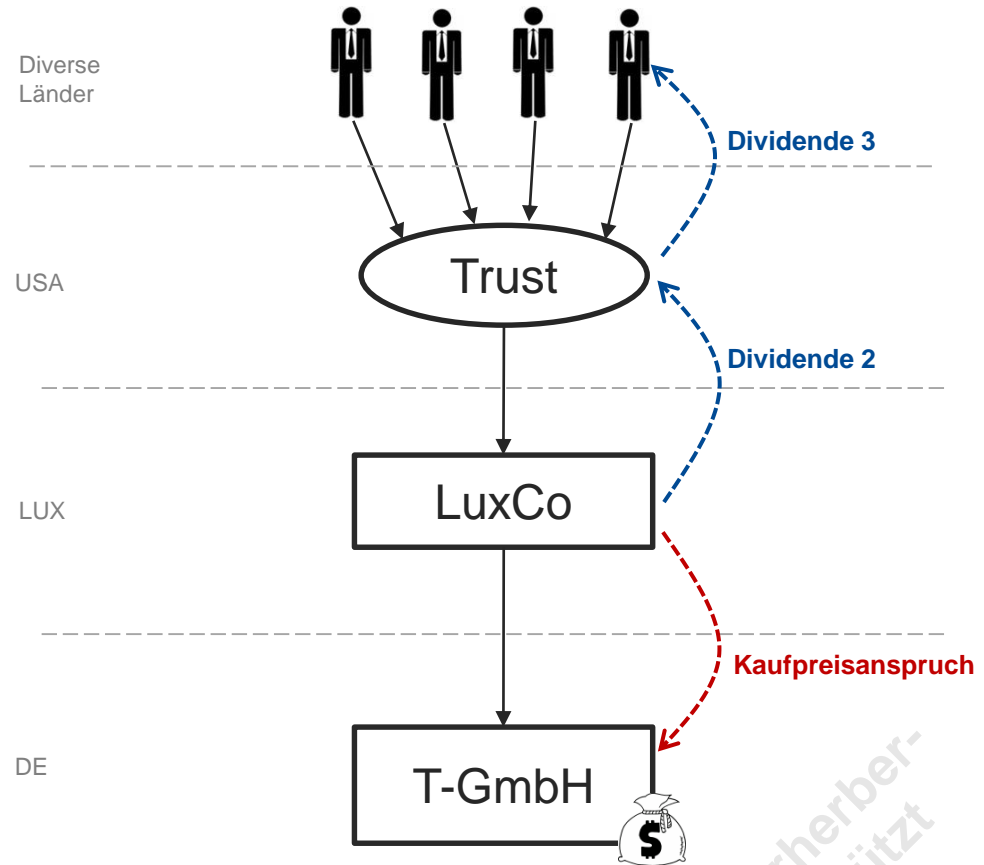 Diverse
Länder
Dividende 3
Trust
USA
Dividende 2
LuxCo
LUX
Kaufpreisanspruch
DE
T-GmbH
$